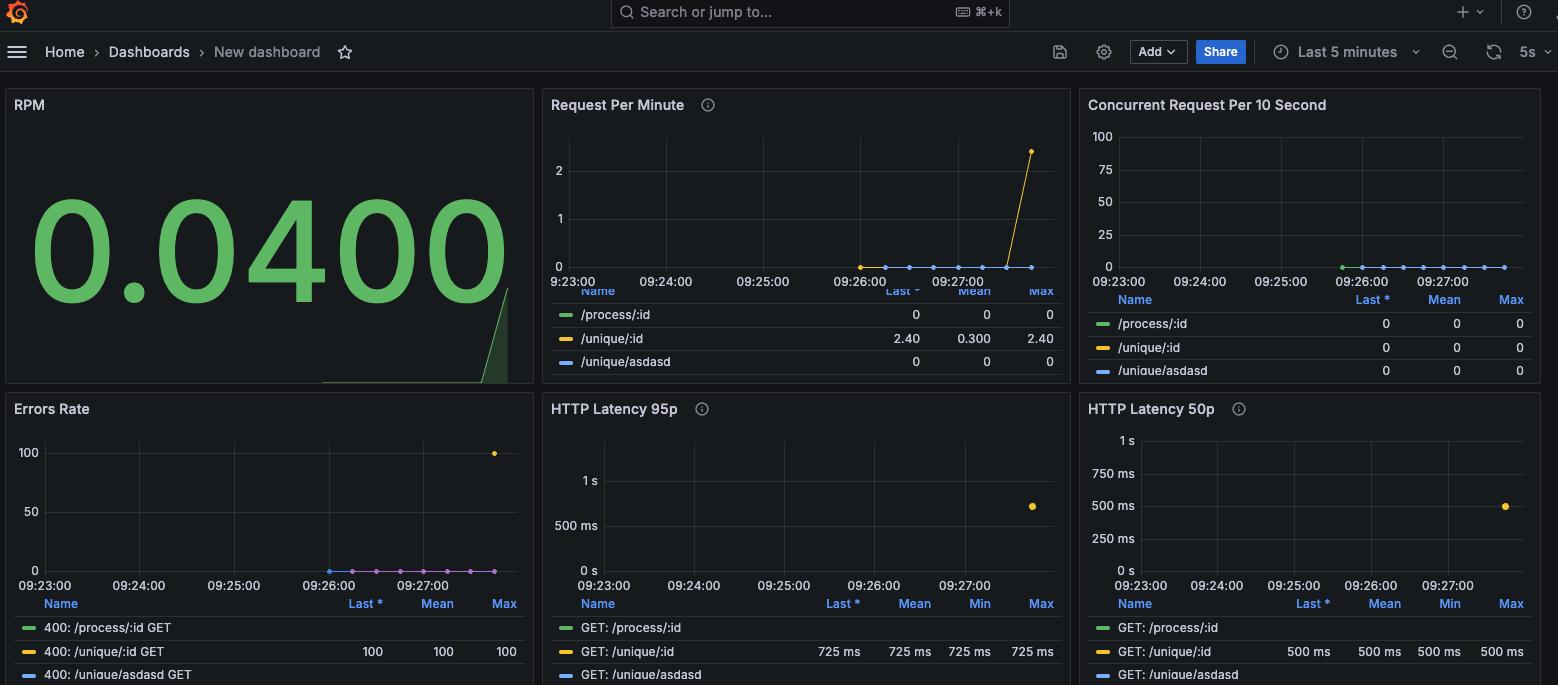 Search or jump to... ⌘+k
Home › Dashboards › New dashboard
Add Share Last 5 minutes 5s
RPM
0.0400
Request Per Minute
2
1
0
09:23:00 09:24:00 09:25:00 09:26:00 09:27:00
Name Last * Mean Max
/process/:id 0 0 0
/unique/:id 2.40 0.300 2.40
/unique/asdasd 0 0 0
Concurrent Request Per 10 Second
100
75
50
25
0
09:23:00 09:24:00 09:25:00 09:26:00 09:27:00
Name Last * Mean Max
/process/:id 0 0 0
/unique/:id 0 0 0
/unique/asdasd 0 0 0
Errors Rate
100
50
0
09:23:00 09:24:00 09:25:00 09:26:00 09:27:00
Name Last * Mean Max
400: /process/:id GET
400: /unique/:id GET 100 100 100
400: /unique/asdasd GET
HTTP Latency 95p
1 s
500 ms
0 s
09:23:00 09:24:00 09:25:00 09:26:00 09:27:00
Name Last * Mean Min Max
GET: /process/:id
GET: /unique/:id 725 ms 725 ms 725 ms 725 ms
GET: /unique/asdasd
HTTP Latency 50p
1 s
750 ms
500 ms
250 ms
0 s
09:23:00 09:24:00 09:25:00 09:26:00 09:27:00
Name Last * Mean Min Max
GET: /process/:id
GET: /unique/:id 500 ms 500 ms 500 ms 500 ms
GET: /unique/asdasd